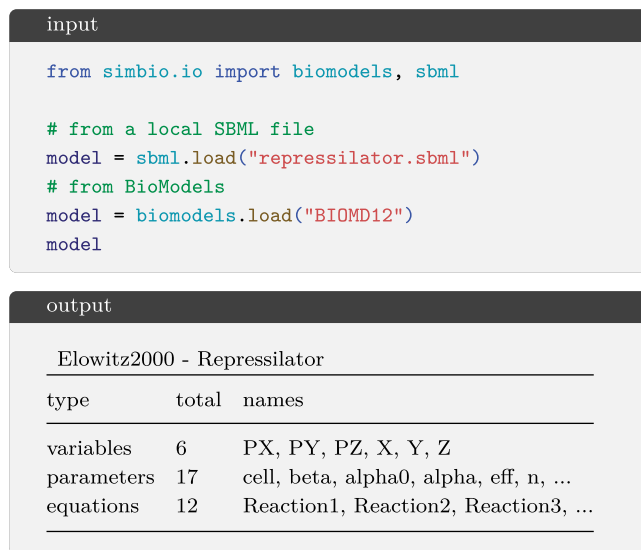 input
from simbio.io import biomodels, sbml
# from a local SBML file
model = sbml.load("repressilator.sbml")
# from BioModels
model = biomodels.load("BIOMD12")
model
output
Elowitz2000 - Repressilator
type total names
variables 6 PX, PY, PZ, X, Y, Z
parameters 17 cell, beta, alpha0, alpha, eff, n, ...
equations 12 Reaction1, Reaction2, Reaction3, ...